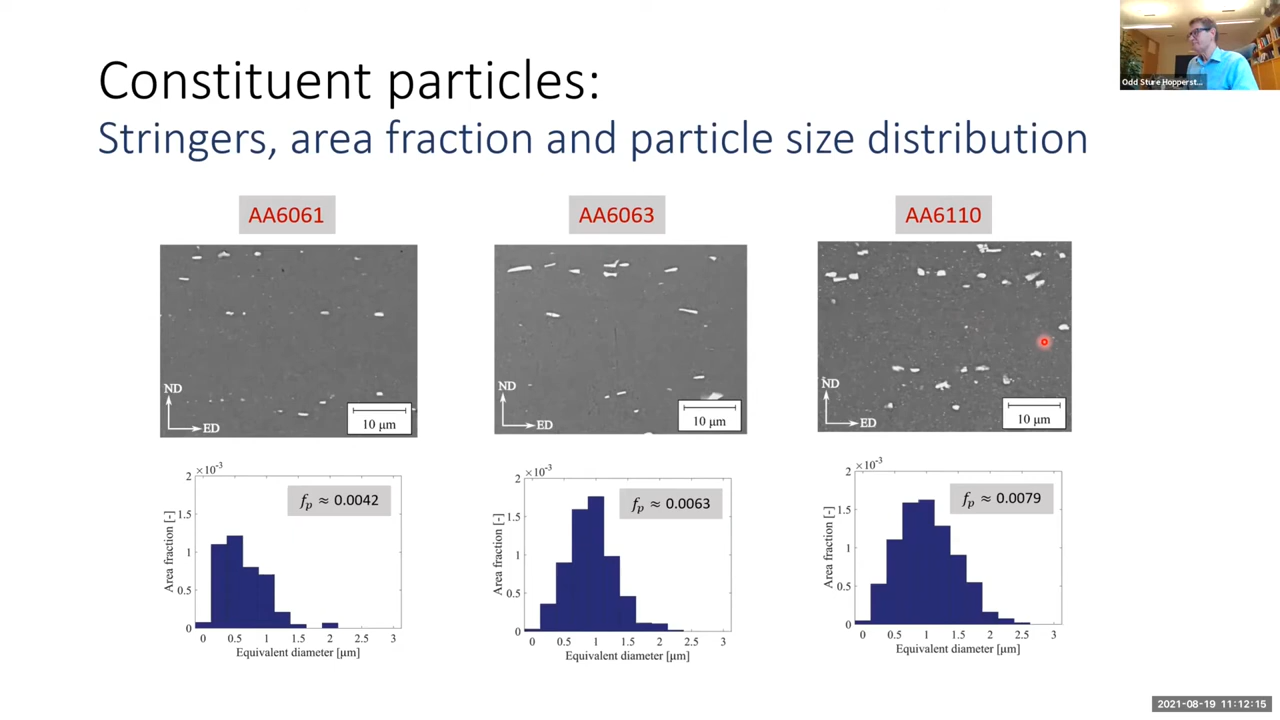 Constituent particles:
Stringers, area fraction and particle size distribution
Odd Sture Hopperst...
AA6061
AA6063
AA6110
ND
ED
10 μm
ND
ED
10 μm
ND
ED
10 μm
×10⁻³
2
1.5
1
0.5
0
Area fraction [-]
fₚ ≈ 0.0042
0 0.5 1 1.5 2 2.5 3
Equivalent diameter [μm]
×10⁻³
2
1.5
1
0.5
0
Area fraction [-]
fₚ ≈ 0.0063
0 0.5 1 1.5 2 2.5 3
Equivalent diameter [μm]
×10⁻³
2
1.5
1
0.5
0
Area fraction [-]
fₚ ≈ 0.0079
0 0.5 1 1.5 2 2.5 3
Equivalent diameter [μm]
2021-08-19 11:12:15